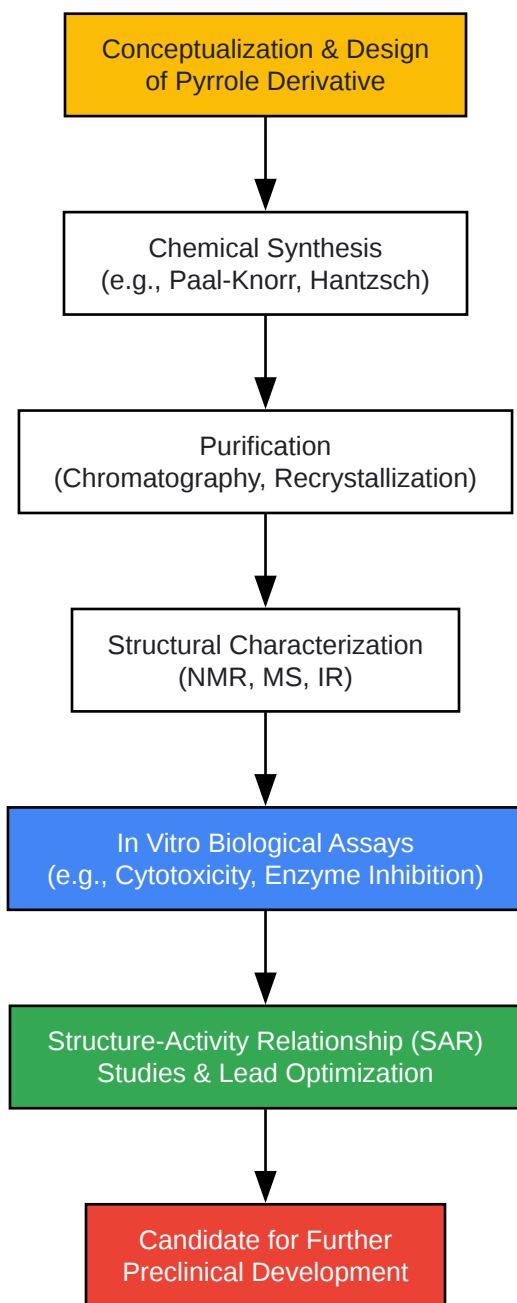 Conceptualization & Design
of Pyrrole Derivative
Chemical Synthesis
(e.g., Paal-Knorr, Hantzsch)
Purification
(Chromatography, Recrystallization)
Structural Characterization
(NMR, MS, IR)
In Vitro Biological Assays
(e.g., Cytotoxicity, Enzyme Inhibition)
Structure-Activity Relationship (SAR)
Studies & Lead Optimization
Candidate for Further
Preclinical Development